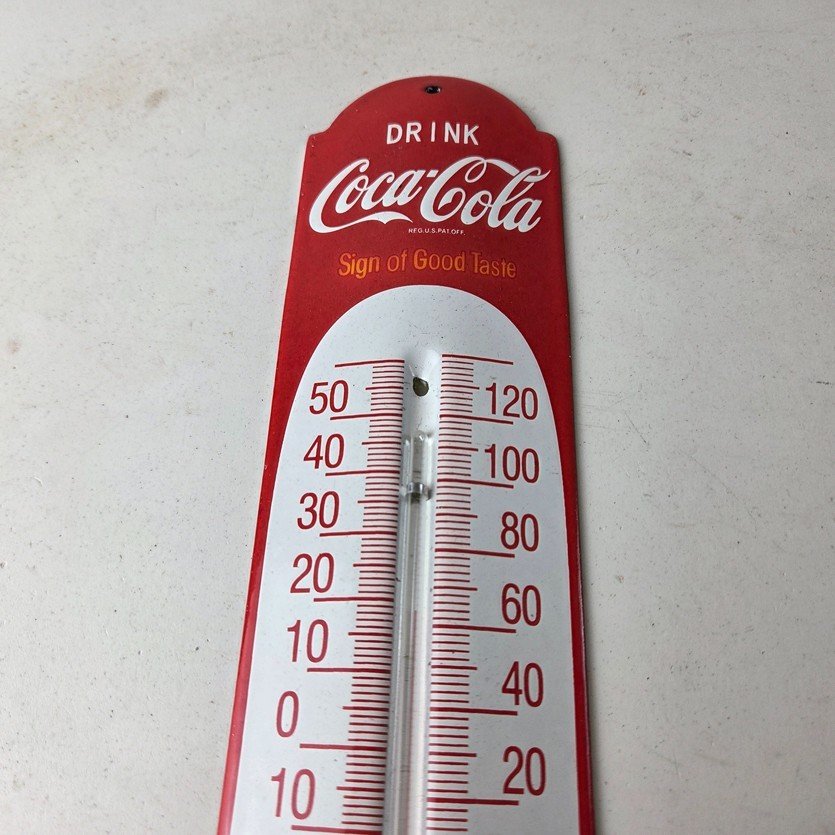 DRINK
Coca-Cola
REG.U.S.PAT.OFF.
Sign of Good Taste
50 120
40 100
30 80
20 60
10 40
0 20
10